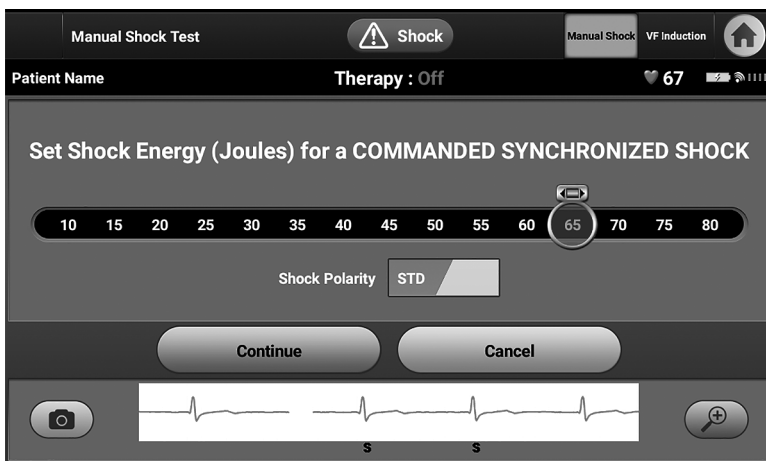 Manual Shock Test
Shock
Manual Shock
VF Induction
Patient Name
Therapy : Off
67
Set Shock Energy (Joules) for a COMMANDED SYNCHRONIZED SHOCK
10 15 20 25 30 35 40 45 50 55 60 65 70 75 80
Shock Polarity STD
Continue
Cancel
S S